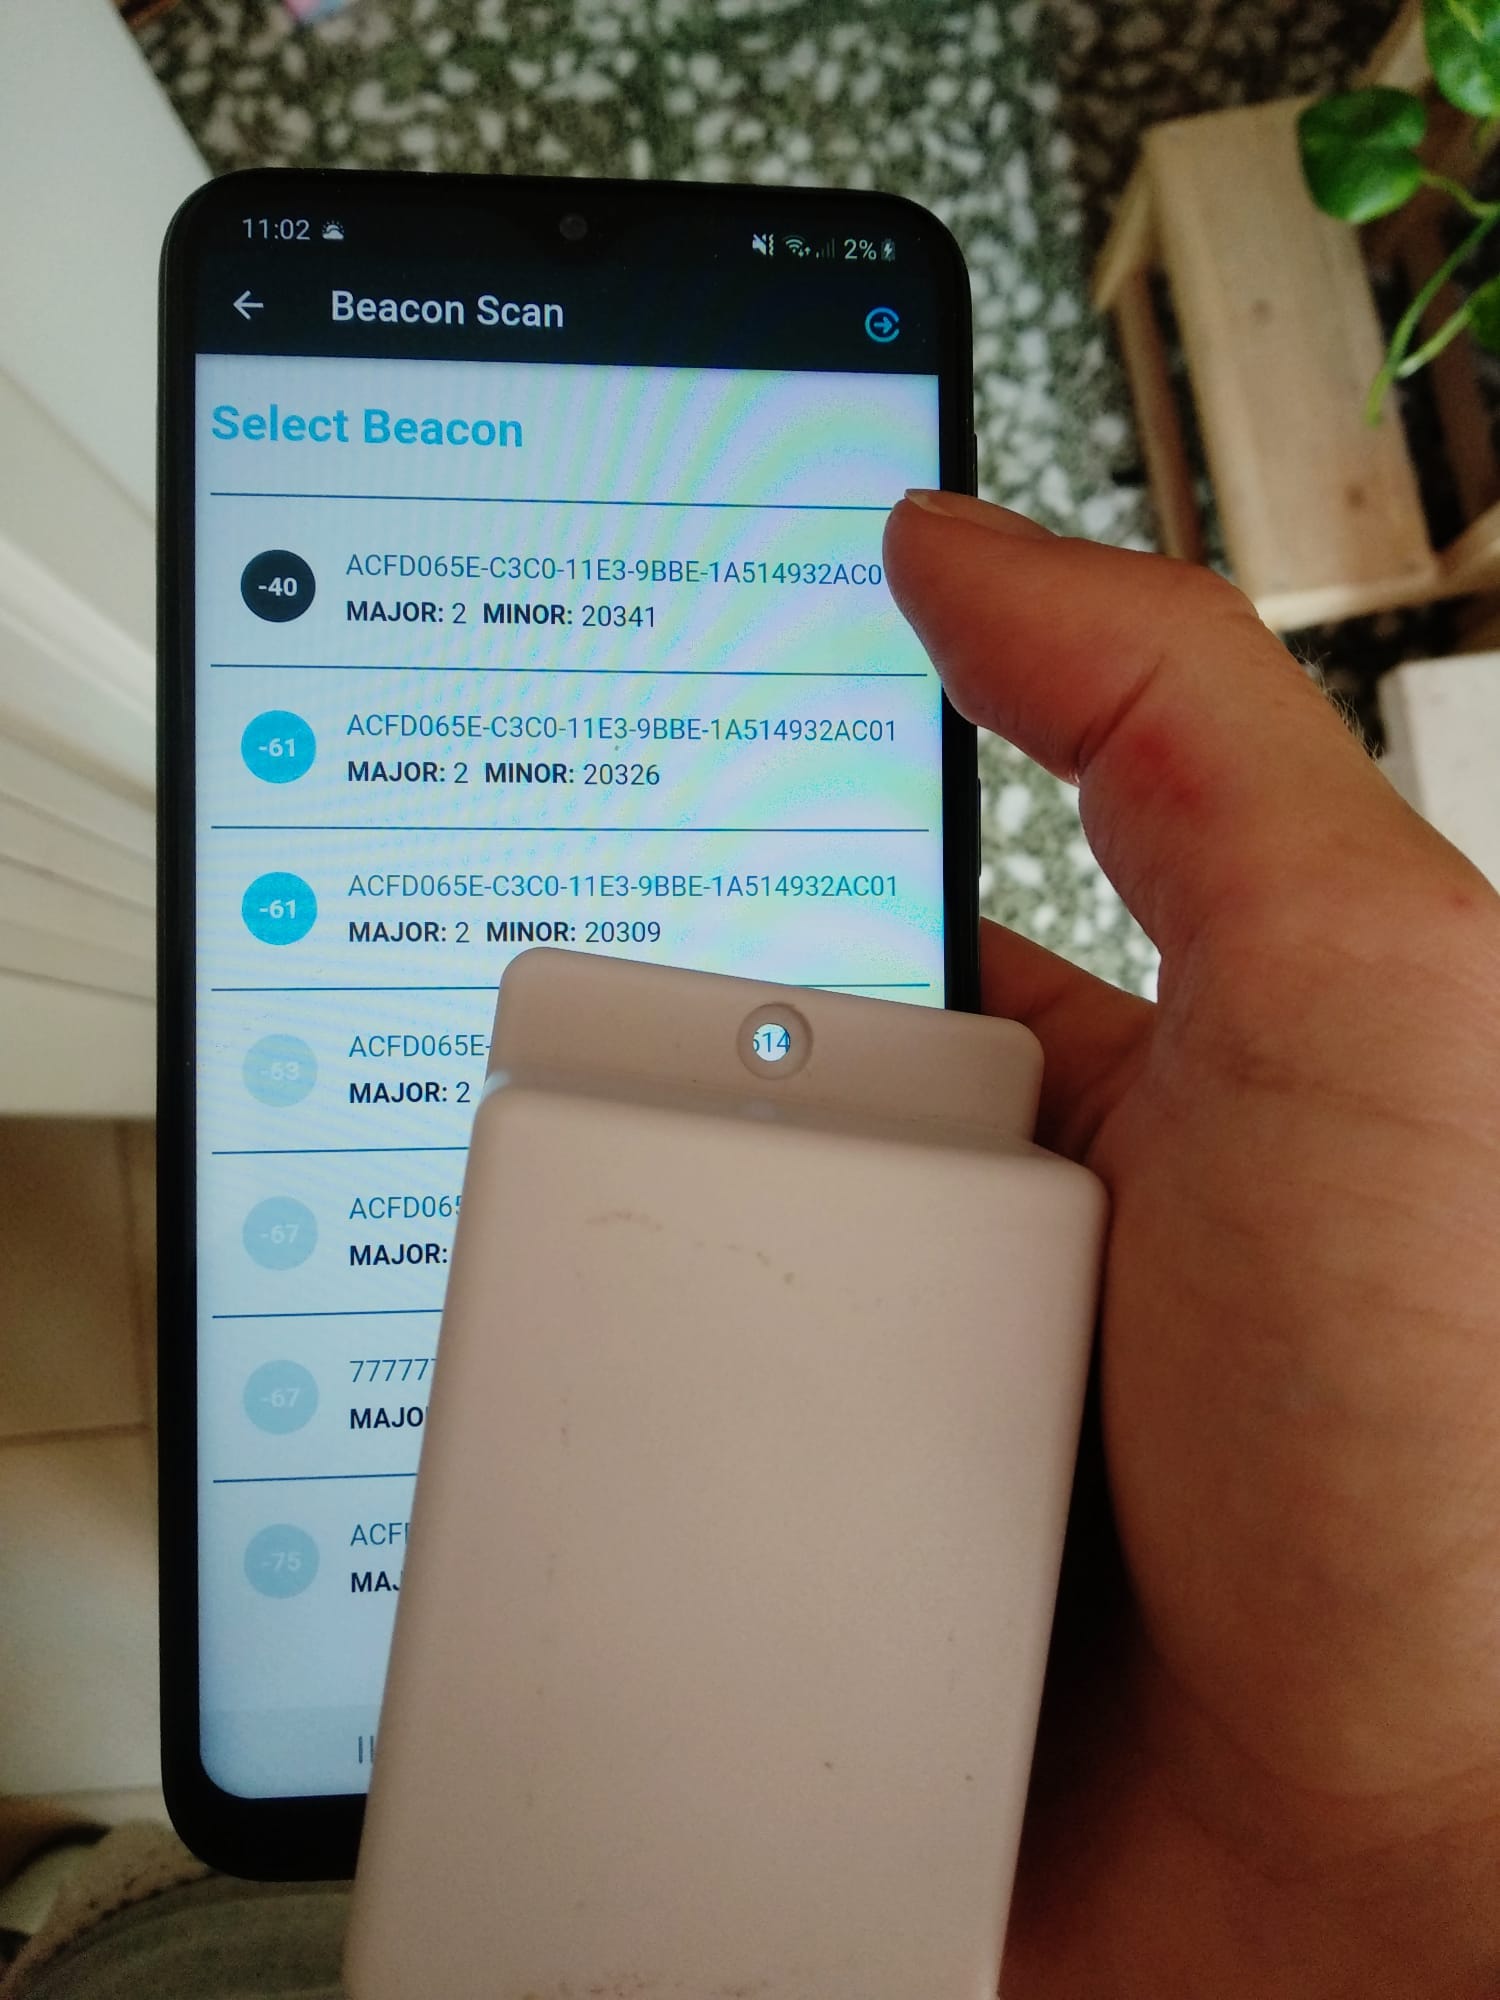 11:02
2%
Beacon Scan
Select Beacon
-40
ACFD065E-C3C0-11E3-9BBE-1A514932AC0
MAJOR: 2 MINOR: 20341
-61
ACFD065E-C3C0-11E3-9BBE-1A514932AC01
MAJOR: 2 MINOR: 20326
-61
ACFD065E-C3C0-11E3-9BBE-1A514932AC01
MAJOR: 2 MINOR: 20309
ACFD065E-
514
MAJOR: 2
-67
ACFD065
MAJOR:
-67
77777
MAJO
-75
ACF
MAJ